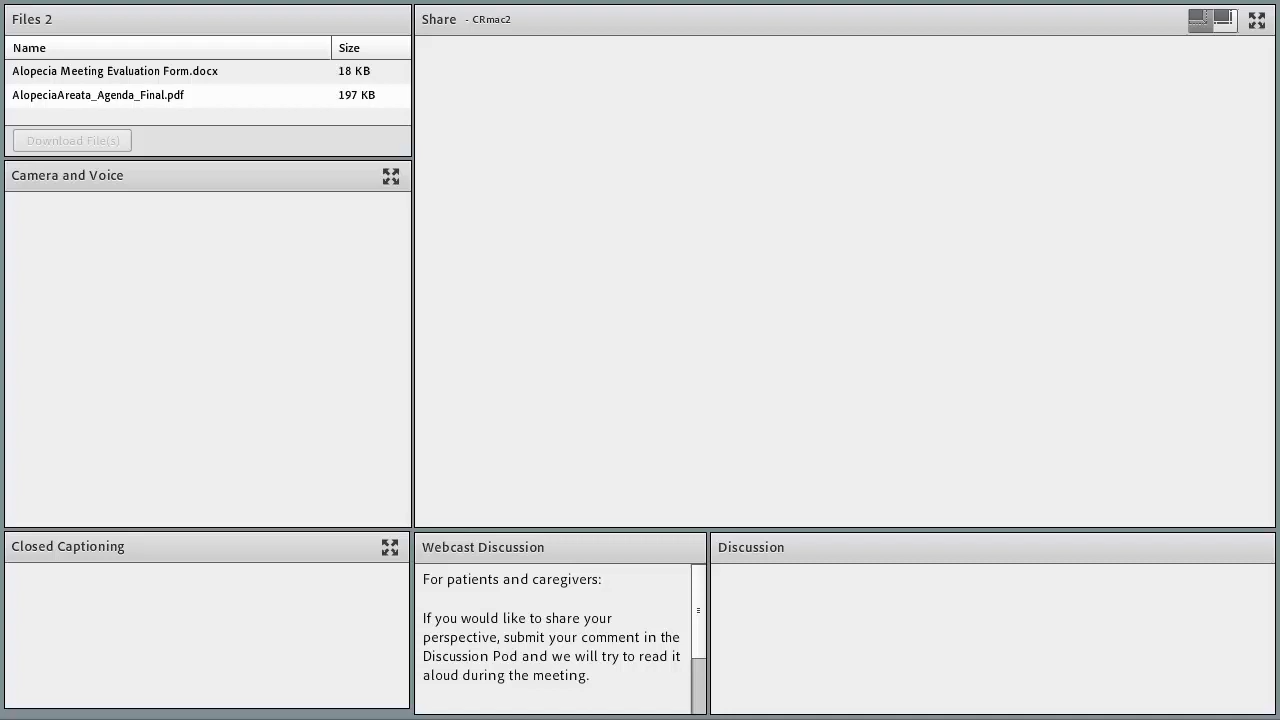 Files 2
Name Size
Alopecia Meeting Evaluation Form.docx 18 KB
AlopeciaAreata_Agenda_Final.pdf 197 KB
Download File(s)
Camera and Voice
Closed Captioning
Share - CRmac2
Webcast Discussion
For patients and caregivers:
If you would like to share your
perspective, submit your comment in the
Discussion Pod and we will try to read it
aloud during the meeting.
Discussion